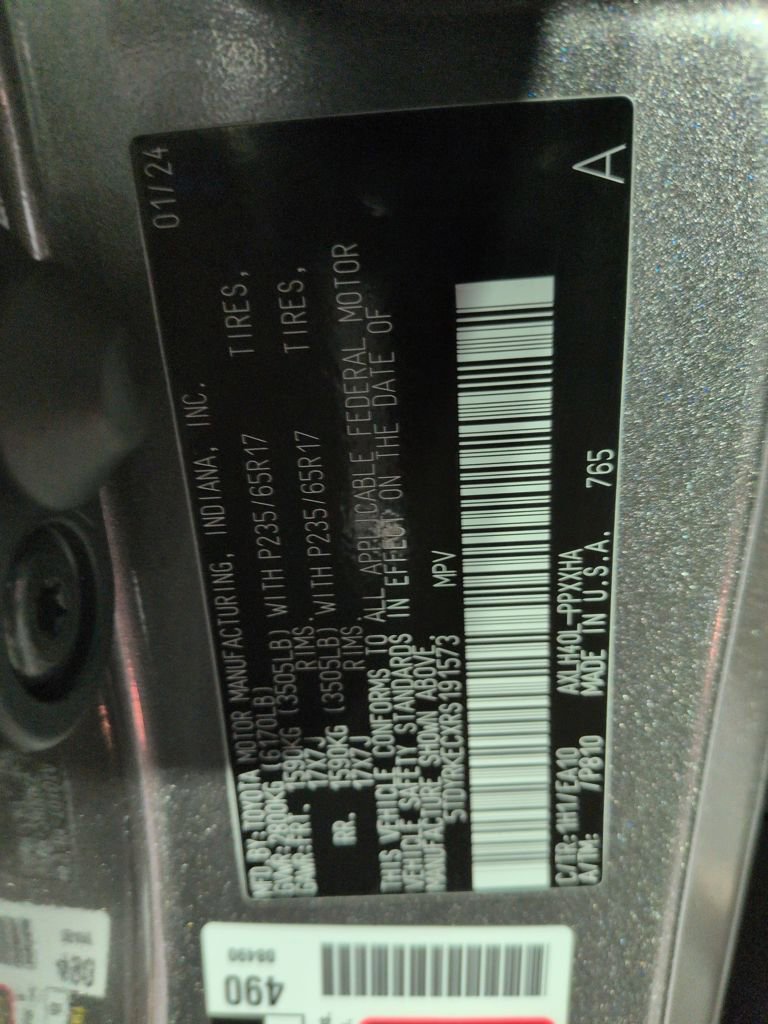 MFD BY: TOYOTA MOTOR MANUFACTURING, INDIANA, INC. 01/24
GVWR: 2800KG (6170LB)
GAWR: FRT. 1590KG (3505LB) WITH P235/65R17 TIRES,
17X7J RIMS.
RR. 1590KG (3505LB) WITH P235/65R17 TIRES,
17X7J RIMS.
THIS VEHICLE CONFORMS TO ALL APPLICABLE FEDERAL MOTOR
VEHICLE SAFETY STANDARDS IN EFFECT ON THE DATE OF
MANUFACTURE SHOWN ABOVE.
5TDYRKECXRS191573 MPV
C/TR: 1H1/EA10 AXLH40L-PPXXHA
A/TM: /P810 MADE IN U.S.A. 765 A
490
06490